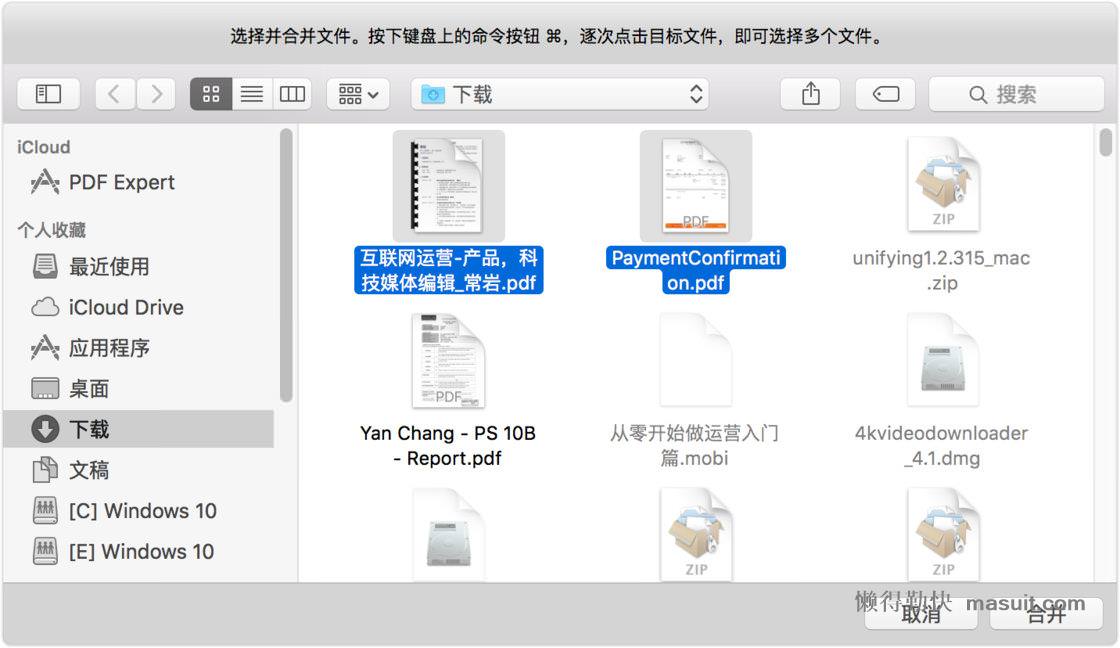 选择并合并文件。按下键盘上的命令按钮 ⌘，逐次点击目标文件，即可选择多个文件。
下载
搜索
iCloud
PDF Expert
个人收藏
最近使用
iCloud Drive
应用程序
桌面
下载
文稿
[C] Windows 10
[E] Windows 10
互联网运营-产品，科
技媒体编辑_常岩.pdf
PDF
PaymentConfirmati
on.pdf
ZIP
unifying1.2.315_mac
.zip
PDF
Yan Chang - PS 10B
- Report.pdf
从零开始做运营入门
篇.mobi
4kvideodownloader
_4.1.dmg
ZIP
ZIP
懒得勤快 masuit.com
取消
合并